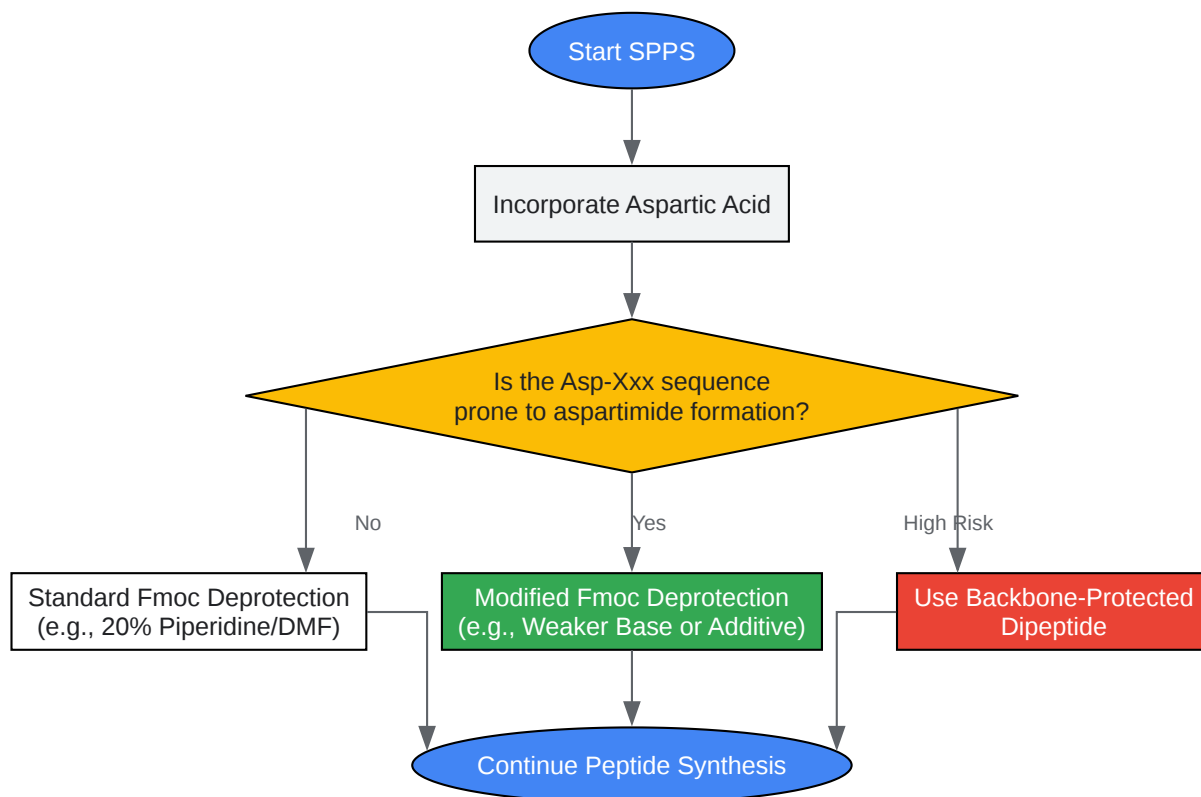 Start SPPS
Incorporate Aspartic Acid
Is the Asp-Xxx sequence
prone to aspartimide formation?
No
Yes
High Risk
Standard Fmoc Deprotection
(e.g., 20% Piperidine/DMF)
Modified Fmoc Deprotection
(e.g., Weaker Base or Additive)
Use Backbone-Protected
Dipeptide
Continue Peptide Synthesis